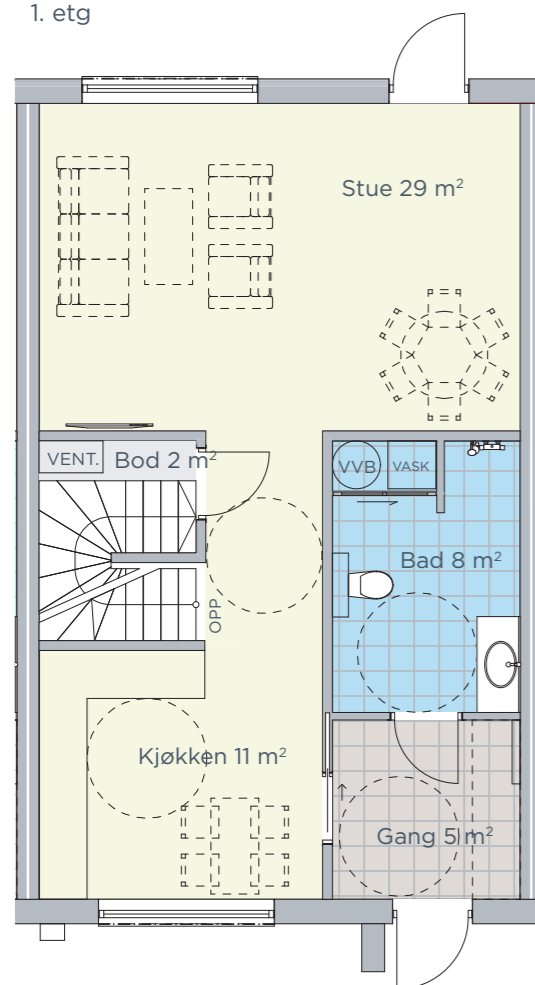 1. etg
Stue 29 m²
VENT.
Bod 2 m²
VVB
VASK
Bad 8 m²
OPP
Kjøkken 11 m²
Gang 5 m²